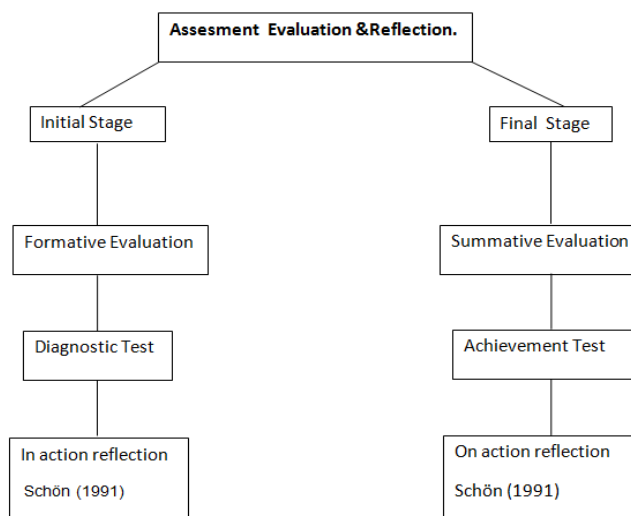 Assesment Evaluation &Reflection.
Initial Stage
Final Stage
Formative Evaluation
Summative Evaluation
Diagnostic Test
Achievement Test
In action reflection
Schön (1991)
On action reflection
Schön (1991)